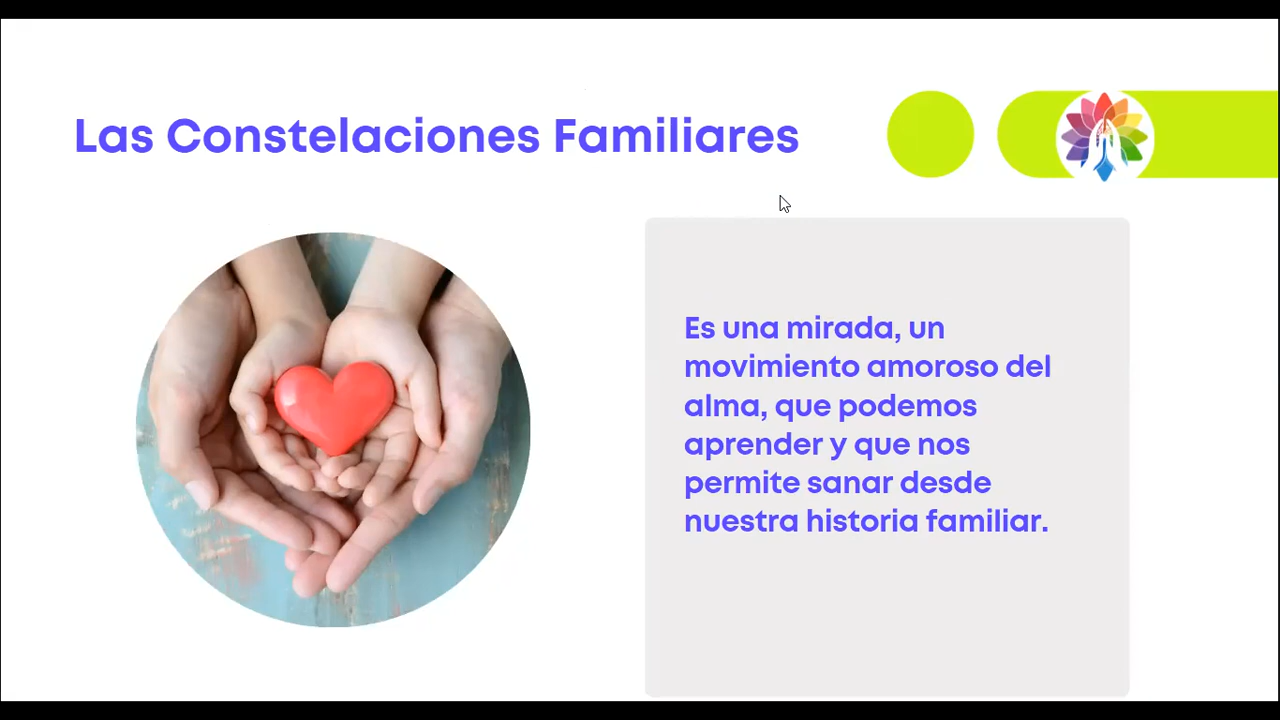 Las Constelaciones Familiares
Es una mirada, un
movimiento amoroso del
alma, que podemos
aprender y que nos
permite sanar desde
nuestra historia familiar.